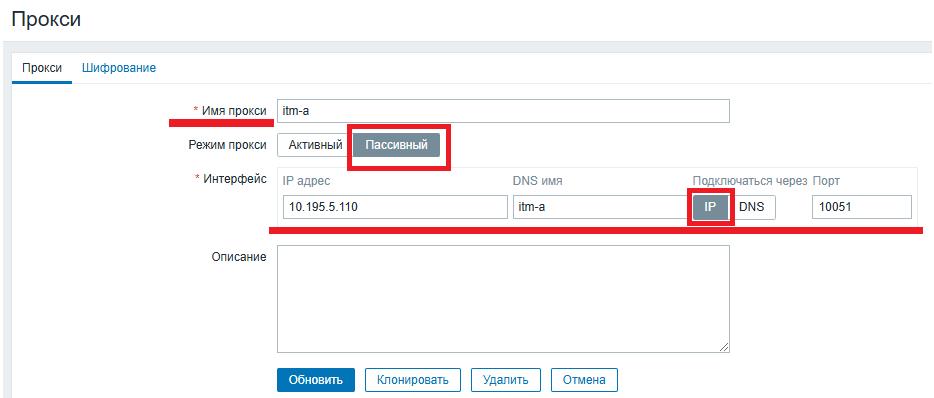 Прокси
Прокси Шифрование
* Имя прокси itm-a
Режим прокси Активный Пассивный
* Интерфейс IP адрес DNS имя Подключаться через Порт
10.195.5.110 itm-a IP DNS 10051
Описание
Обновить Клонировать Удалить Отмена